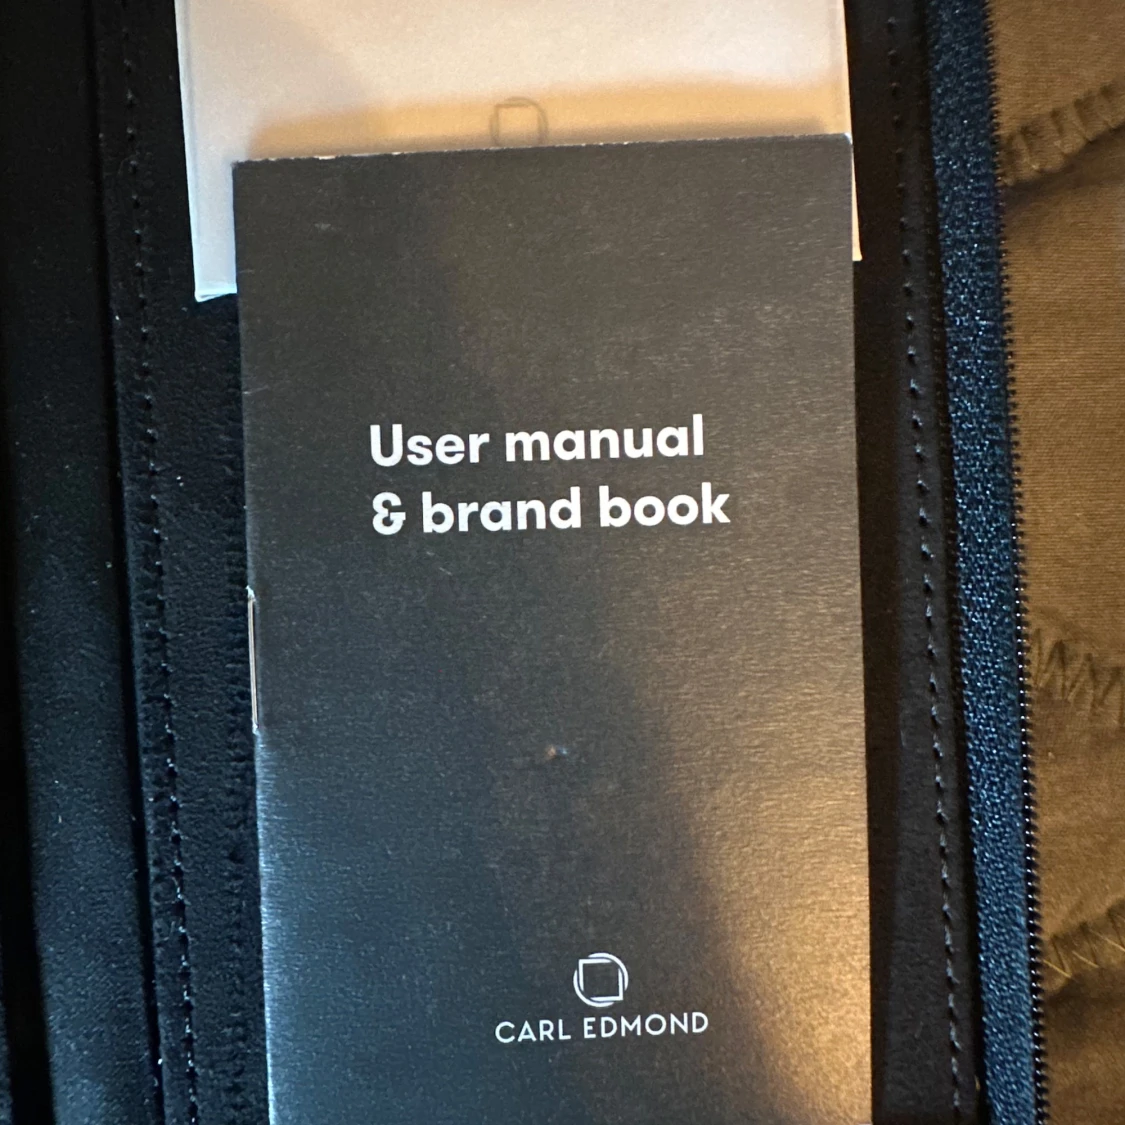 User manual
& brand book
CARL EDMOND